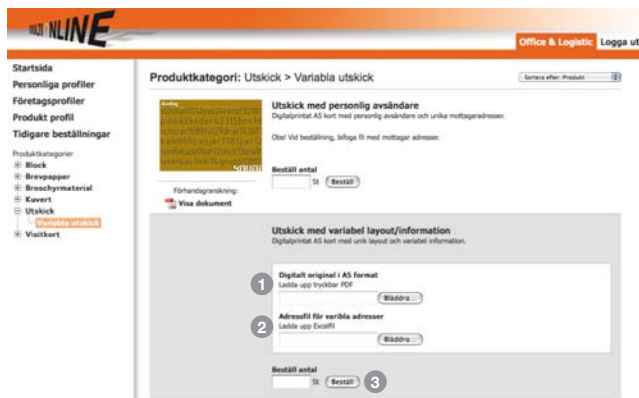 MULTI NLINE
Office & Logistic Logga ut
Startsida
Personliga profiler
Företagsprofiler
Produkt profil
Tidigare beställningar
Produktkategorier
Block
Brevpapper
Broschymaterial
Kuvert
Utskick
Variabla utskick
Visitkort
Produktkategori: Utskick > Variabla utskick
Sortera efter: Produkt
Utskick med personlig avsändare
Digitalprintat A5 kort med personlig avsändare och unika mottagaradresser.
Obs! Vid beställning, bifoga fil med mottagar adresser.
Beställ antal
St Beställ
Förhandsgranskning:
Visa dokument
Utskick med variabel layout/information
Digitalprintat A5 kort med unik layout och variabel information.
1
Digitalt original i A5 format
Ladda upp tryckbar PDF
Bläddra...
2
Adressfil för varibla adresser
Ladda upp Excelfil
Bläddra...
Beställ antal
St Beställ 3